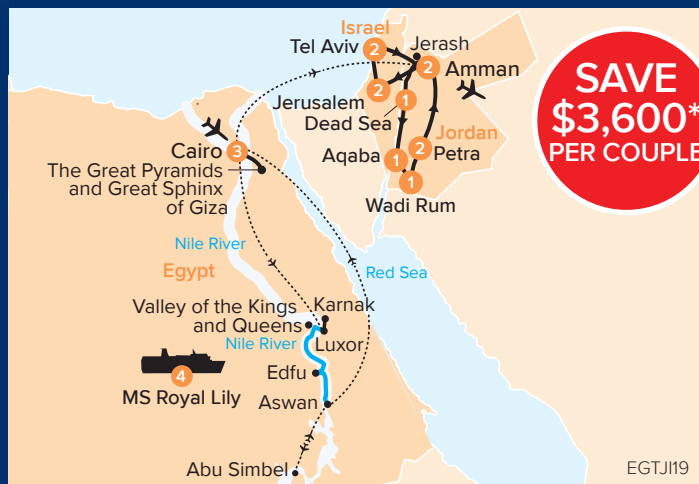 Israel
Tel Aviv
2
Jerash
2
Amman
2
Jerusalem
1
Dead Sea
Jordan
Aqaba
1
2
Petra
1
Wadi Rum
SAVE
$3,600*
PER COUPLE
Cairo
3
The Great Pyramids
and Great Sphinx
of Giza
Nile River
Egypt
Red Sea
Valley of the Kings
and Queens
Karnak
Nile River
Luxor
4
MS Royal Lily
Edfu
Aswan
Abu Simbel
EGTJI19